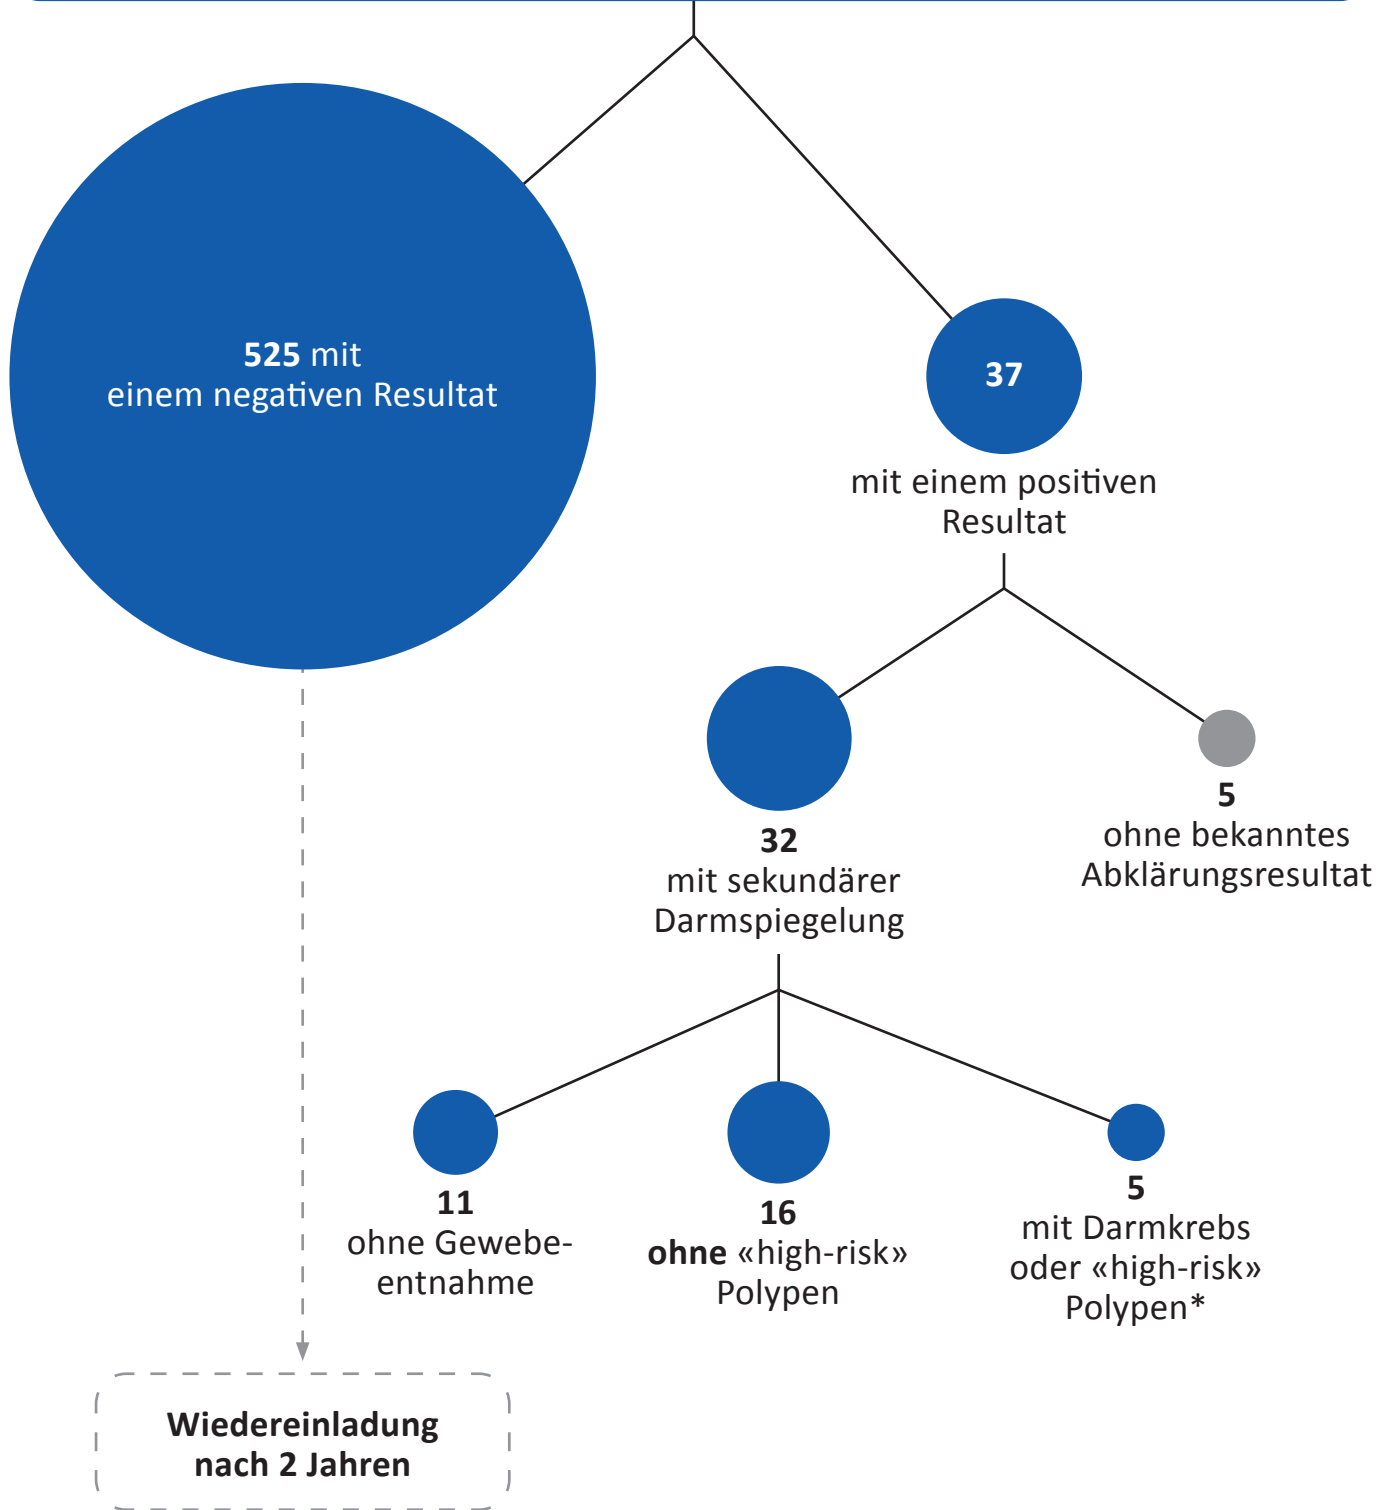 525 mit
einem negativen Resultat
37
mit einem positiven
Resultat
32
mit sekundärer
Darmspiegelung
5
ohne bekanntes
Abklärungsresultat
11
ohne Gewebe-
entnahme
16
ohne «high-risk»
Polypen
5
mit Darmkrebs
oder «high-risk»
Polypen*
Wiedereinladung
nach 2 Jahren